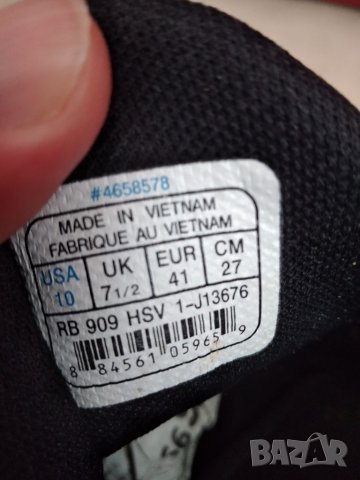 #4658578
MADE IN VIETNAM
FABRIQUE AU VIETNAM
USA UK EUR CM
10 7 1/2 41 27
RB 909 HSV 1-J13676
8 84561 05965 9
BAZAR